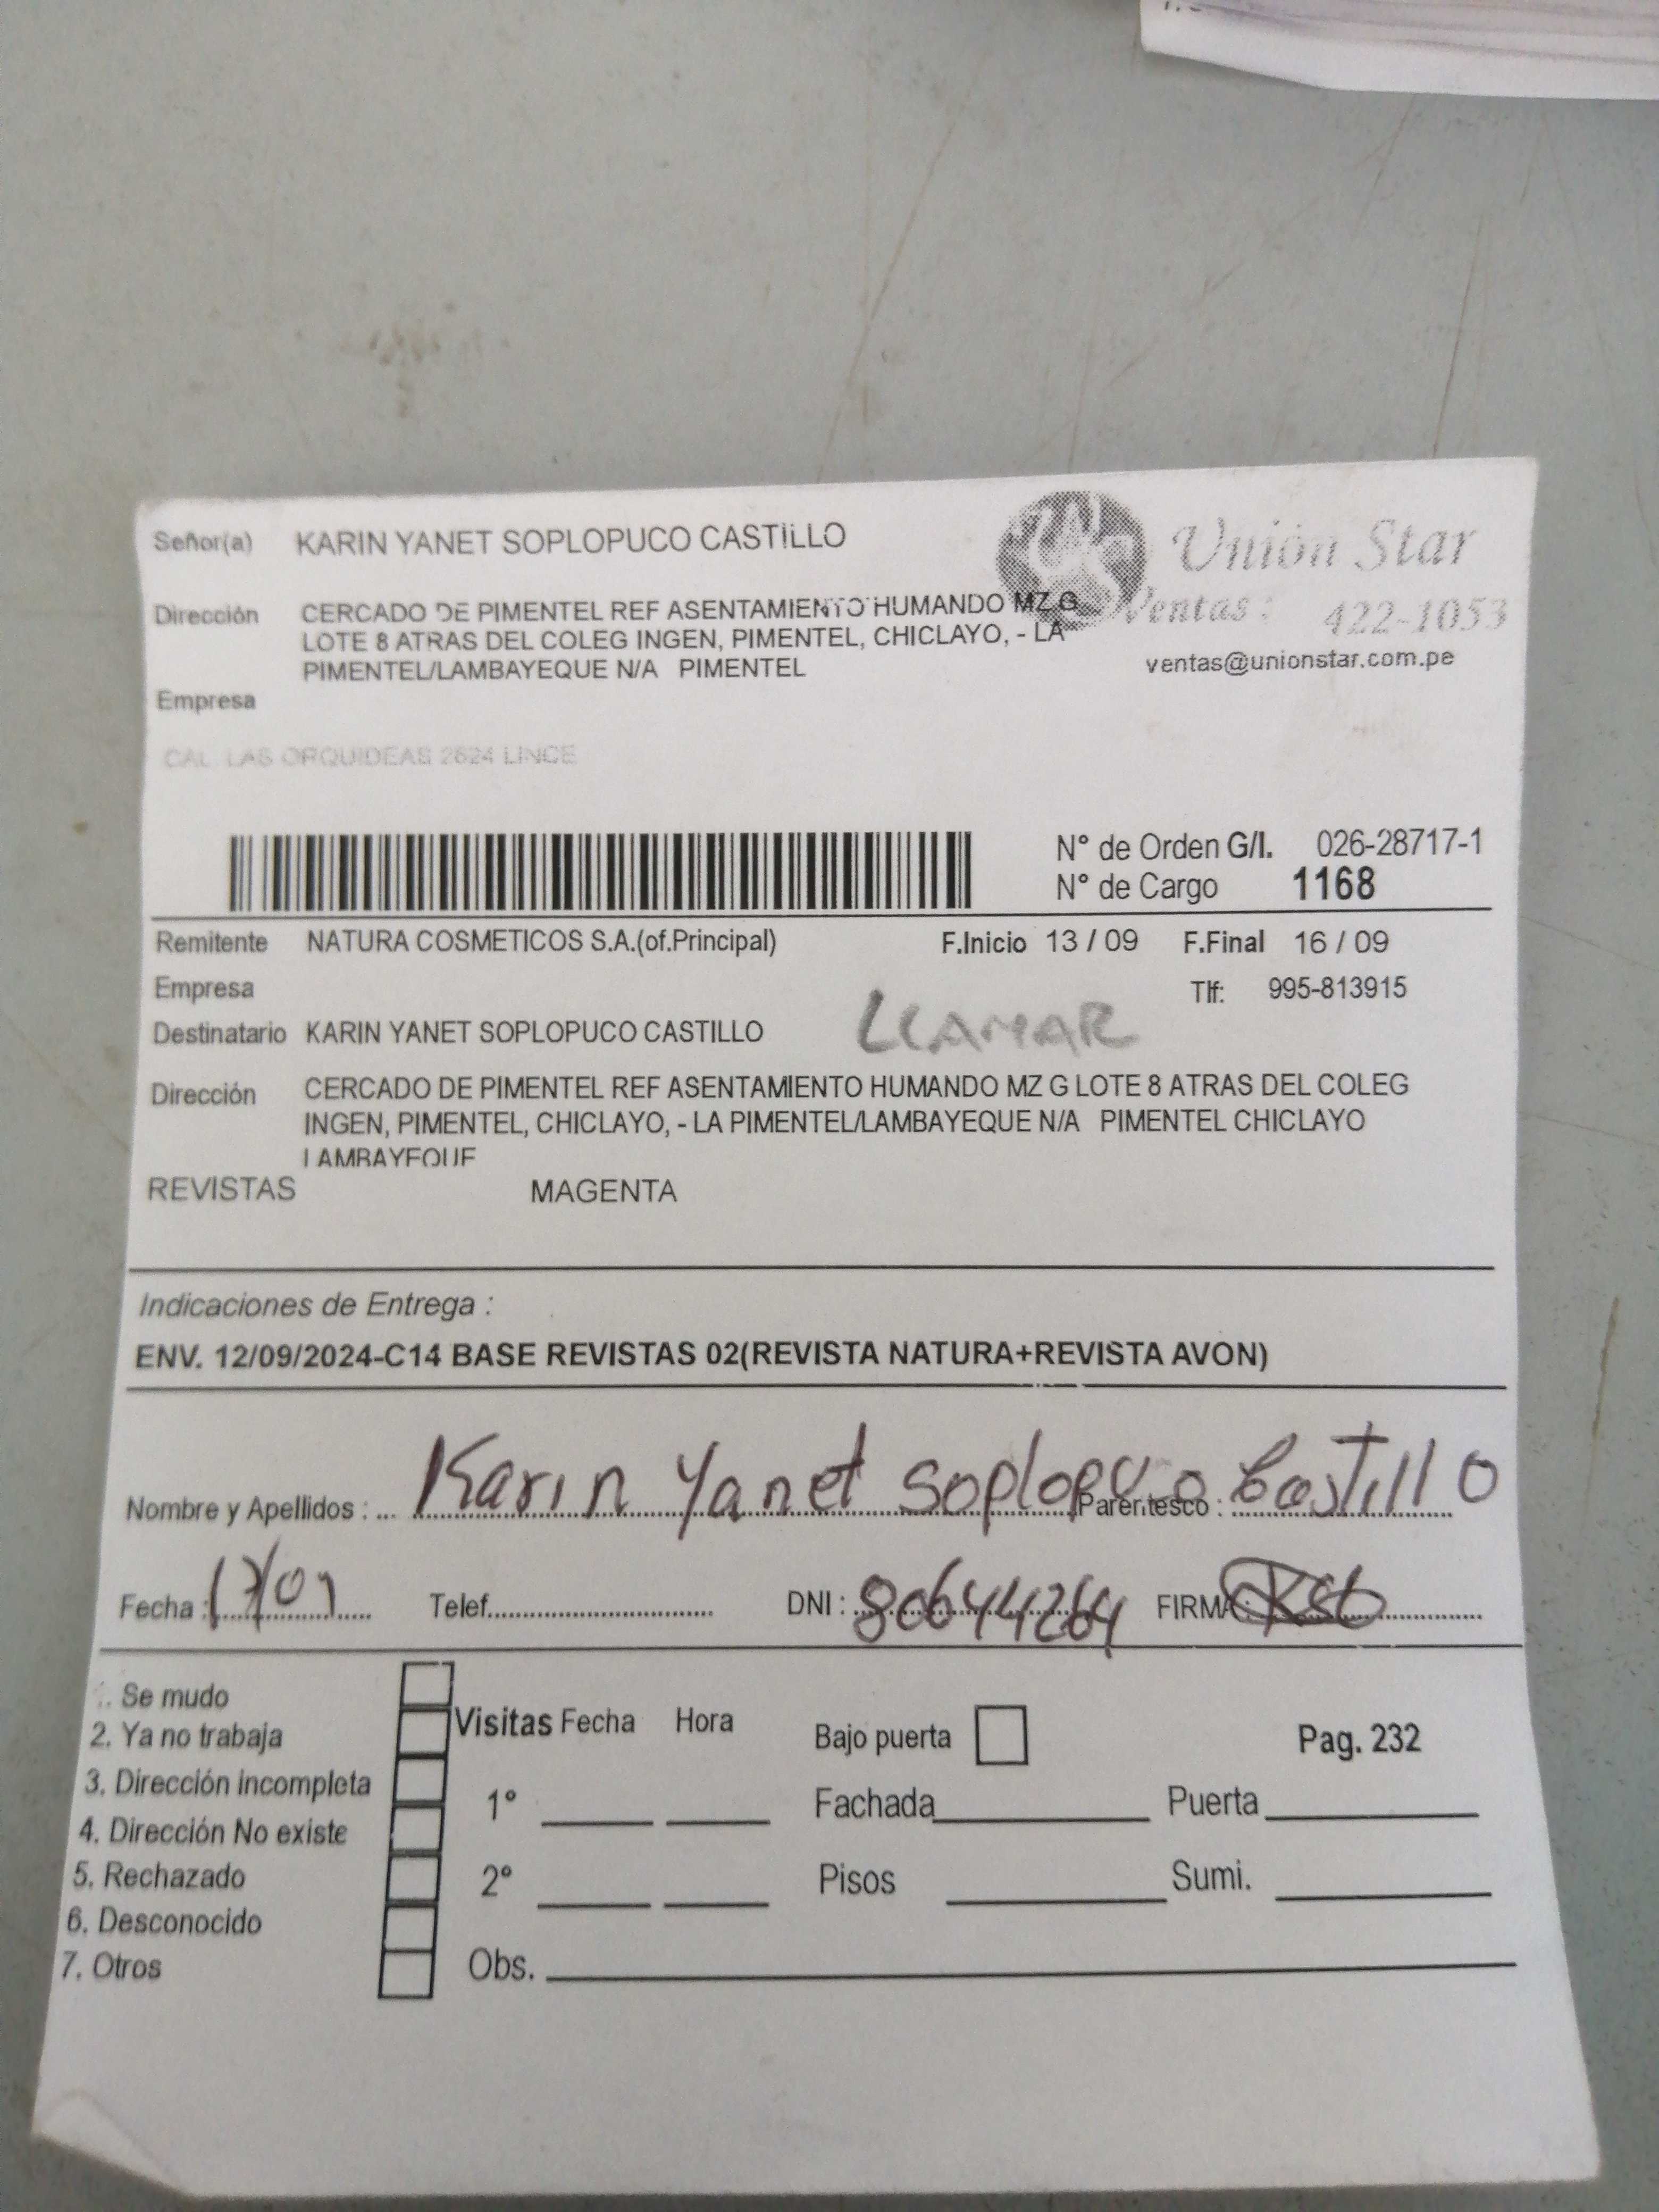 Señor(a) KARIN YANET SOPLOPUCO CASTILLO
Unión Star
Dirección CERCADO DE PIMENTEL REF ASENTAMIENTO HUMANDO MZ G
LOTE 8 ATRAS DEL COLEG INGEN, PIMENTEL, CHICLAYO, - LA
PIMENTEL/LAMBAYEQUE N/A PIMENTEL
Ventas: 422-1053
ventas@unionstar.com.pe
Empresa
CAL LAS ORQUIDEAS 2624 LINCE
N° de Orden G/I. 026-28717-1
N° de Cargo 1168
Remitente NATURA COSMETICOS S.A.(of.Principal) F.Inicio 13 / 09 F.Final 16 / 09
Empresa Tlf: 995-813915
Destinatario KARIN YANET SOPLOPUCO CASTILLO LLAMAR
Dirección CERCADO DE PIMENTEL REF ASENTAMIENTO HUMANDO MZ G LOTE 8 ATRAS DEL COLEG
INGEN, PIMENTEL, CHICLAYO, - LA PIMENTEL/LAMBAYEQUE N/A PIMENTEL CHICLAYO
LAMBAYEQUE
REVISTAS MAGENTA
Indicaciones de Entrega :
ENV. 12/09/2024-C14 BASE REVISTAS 02(REVISTA NATURA+REVISTA AVON)
Nombre y Apellidos : Karin Yanet Soplopuco Castillo Parentesco :
Fecha : 17/09 Telef. DNI : 80644264 FIRMA:
1. Se mudo
2. Ya no trabaja
3. Dirección incompleta
4. Dirección No existe
5. Rechazado
6. Desconocido
7. Otros
Visitas Fecha Hora
1°
2°
Obs.
Bajo puerta Pag. 232
Fachada Puerta
Pisos Sumi.